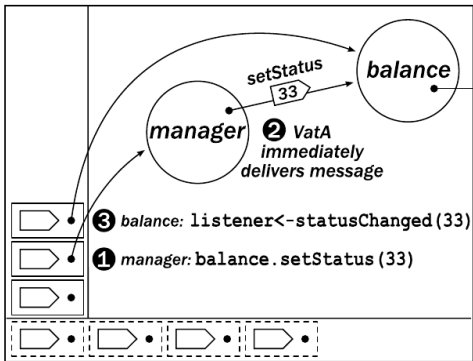 setStatus
33
balance
manager
❷ VatA
immediately
delivers message
❸ balance: listener<-statusChanged(33)
❶ manager: balance.setStatus(33)